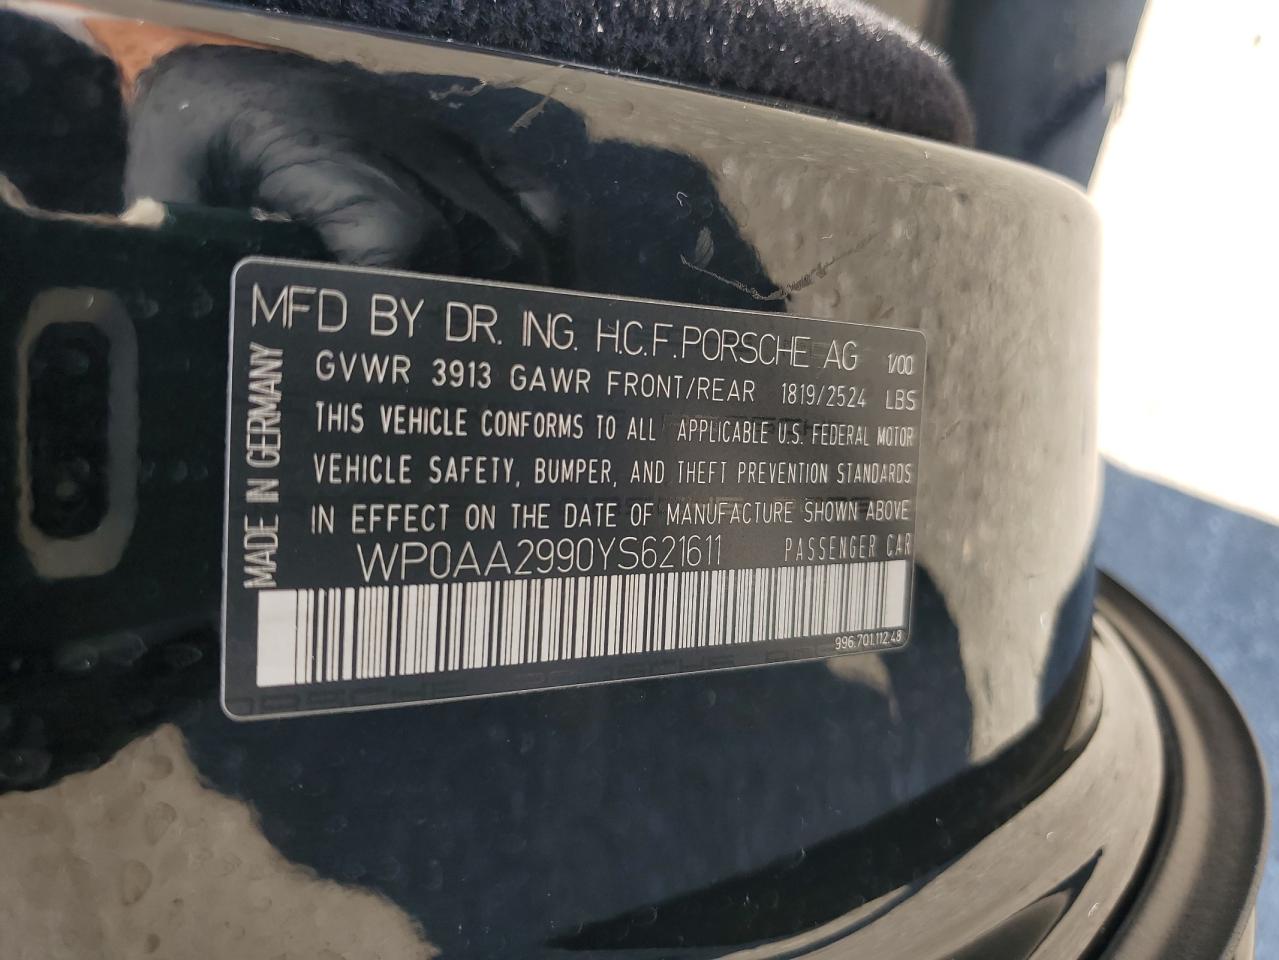 MFD BY DR. ING. H.C.F. PORSCHE AG 1/00
GVWR 3913 GAWR FRONT/REAR 1819/2524 LBS
THIS VEHICLE CONFORMS TO ALL APPLICABLE U.S. FEDERAL MOTOR
VEHICLE SAFETY, BUMPER, AND THEFT PREVENTION STANDARDS
IN EFFECT ON THE DATE OF MANUFACTURE SHOWN ABOVE
WP0AA2990YS621611 PASSENGER CAR
996.701.112.48
MADE IN GERMANY
PORSCHE